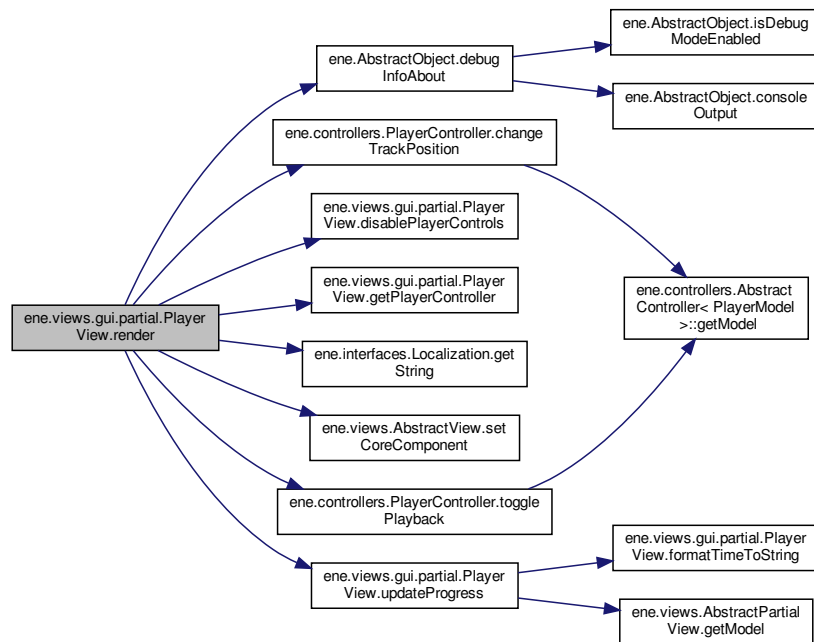 ene.views.gui.partial.Player
View.render
ene.AbstractObject.debug
InfoAbout
ene.controllers.PlayerController.change
TrackPosition
ene.views.gui.partial.Player
View.disablePlayerControls
ene.views.gui.partial.Player
View.getPlayerController
ene.interfaces.Localization.get
String
ene.views.AbstractView.set
CoreComponent
ene.controllers.PlayerController.toggle
Playback
ene.views.gui.partial.Player
View.updateProgress
ene.AbstractObject.isDebug
ModeEnabled
ene.AbstractObject.console
Output
ene.controllers.Abstract
Controller< PlayerModel
>::getModel
ene.views.gui.partial.Player
View.formatTimeToString
ene.views.AbstractPartial
View.getModel